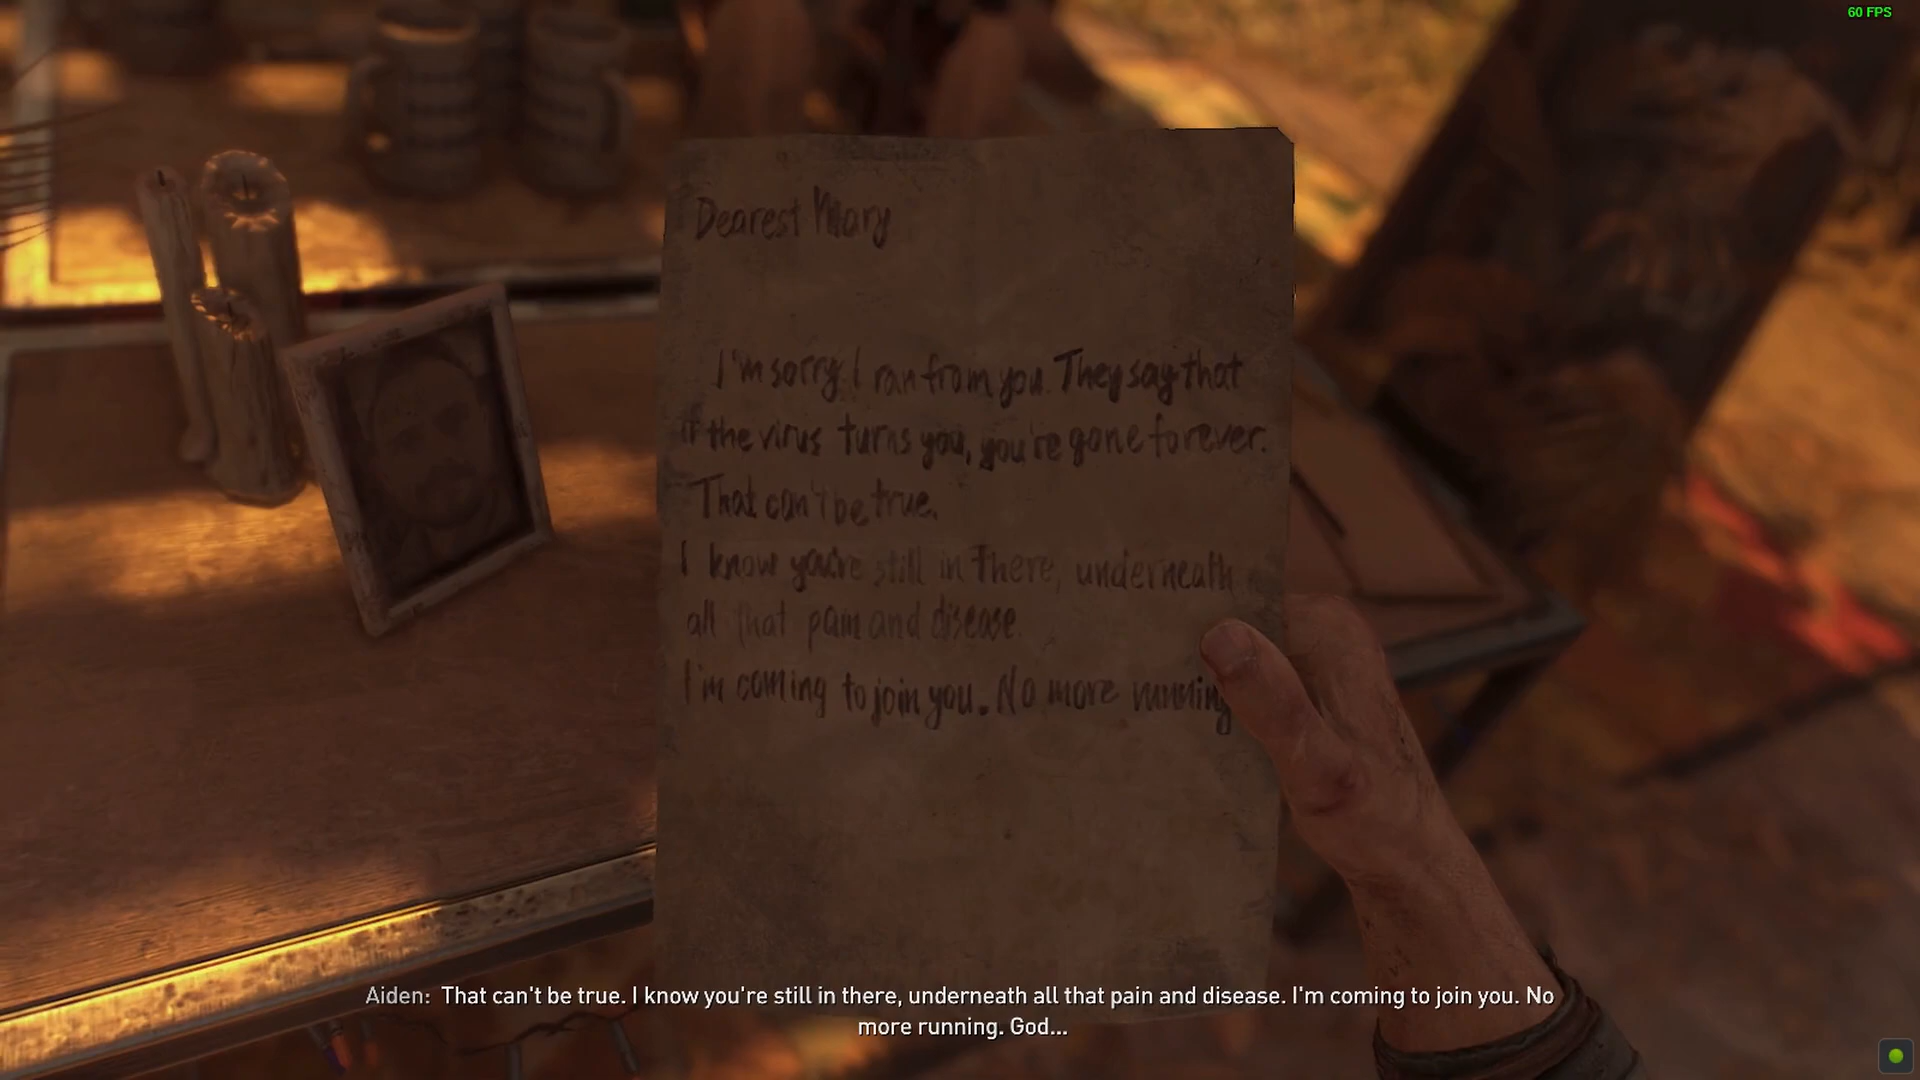 60 FPS
Dearest Mary
I'm sorry I ran from you. They say that
if the virus turns you, you're gone forever.
That can't be true.
I know you're still in there, underneath
all that pain and disease.
I'm coming to join you. No more running
Aiden: That can't be true. I know you're still in there, underneath all that pain and disease. I'm coming to join you. No
more running. God...